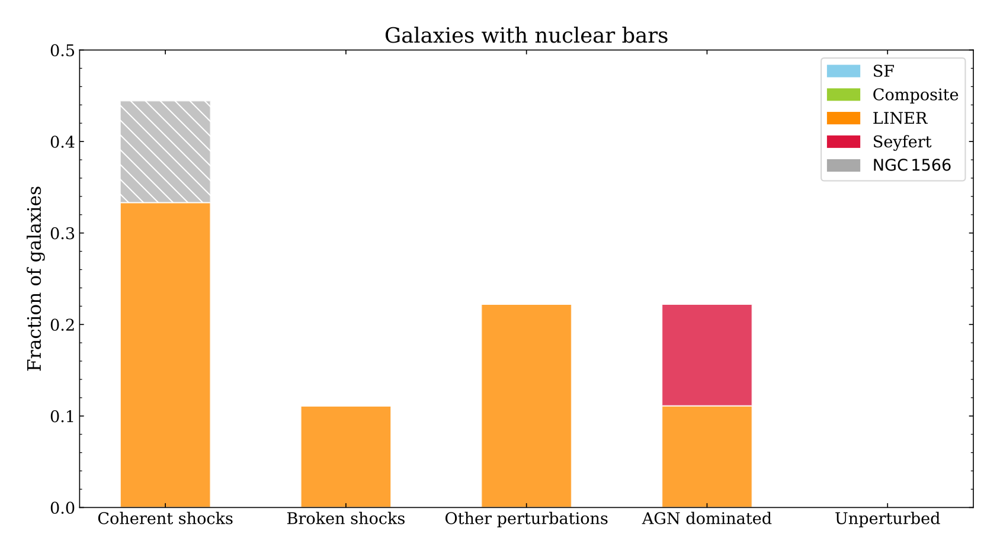 Galaxies with nuclear bars
Fraction of galaxies
0.5
0.4
0.3
0.2
0.1
0.0
SF
Composite
LINER
Seyfert
NGC 1566
Coherent shocks
Broken shocks
Other perturbations
AGN dominated
Unperturbed